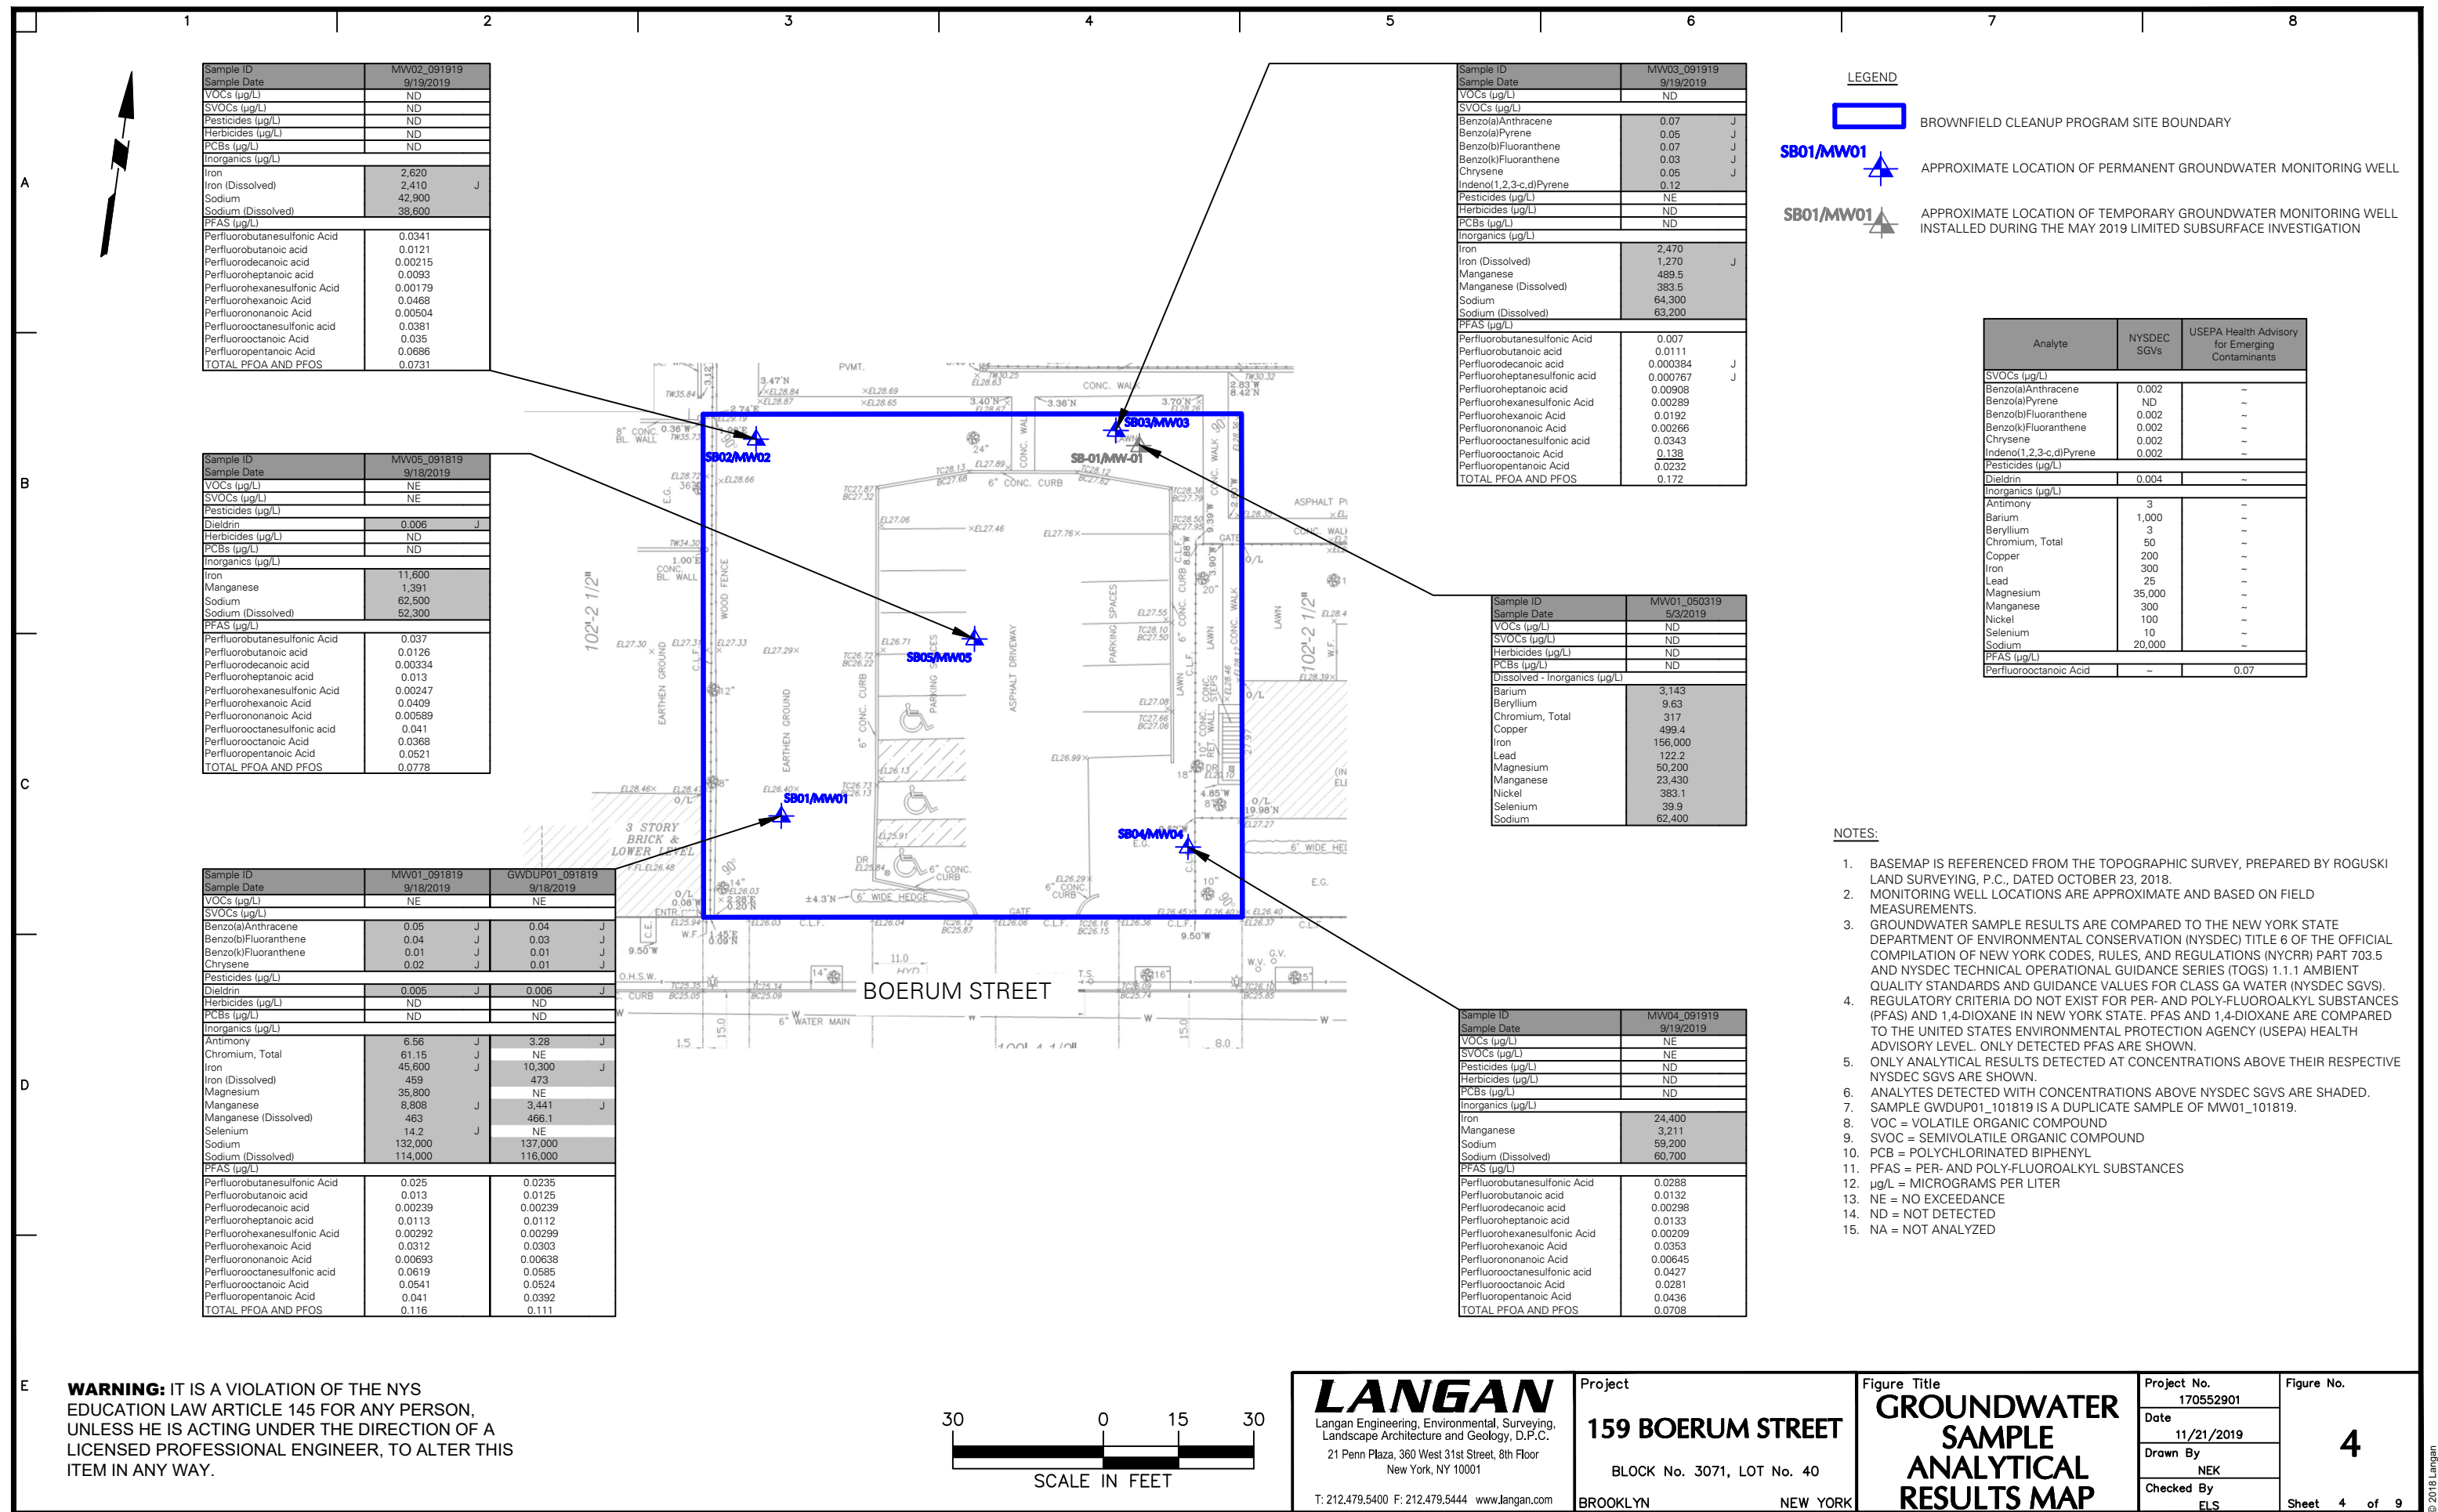 1 2 3 4 5 6 7 8
A
B
C
D
E
Sample ID MW02_091919
Sample Date 9/19/2019
VOCs (µg/L) ND
SVOCs (µg/L) ND
Pesticides (µg/L) ND
Herbicides (µg/L) ND
PCBs (µg/L) ND
Inorganics (µg/L)
Iron 2,620
Iron (Dissolved) 2,410 J
Sodium 42,900
Sodium (Dissolved) 38,600
PFAS (µg/L)
Perfluorobutanesulfonic Acid 0.0341
Perfluorobutanoic acid 0.0121
Perfluorodecanoic acid 0.00215
Perfluoroheptanoic acid 0.0093
Perfluorohexanesulfonic Acid 0.00179
Perfluorohexanoic Acid 0.0468
Perfluorononanoic Acid 0.00504
Perfluorooctanesulfonic acid 0.0381
Perfluorooctanoic Acid 0.035
Perfluoropentanoic Acid 0.0686
TOTAL PFOA AND PFOS 0.0731
Sample ID MW05_091819
Sample Date 9/18/2019
VOCs (µg/L) NE
SVOCs (µg/L) NE
Pesticides (µg/L)
Dieldrin 0.006 J
Herbicides (µg/L) ND
PCBs (µg/L) ND
Inorganics (µg/L)
Iron 11,600
Manganese 1,391
Sodium 62,500
Sodium (Dissolved) 52,300
PFAS (µg/L)
Perfluorobutanesulfonic Acid 0.037
Perfluorobutanoic acid 0.0126
Perfluorodecanoic acid 0.00334
Perfluoroheptanoic acid 0.013
Perfluorohexanesulfonic Acid 0.00247
Perfluorohexanoic Acid 0.0409
Perfluorononanoic Acid 0.00589
Perfluorooctanesulfonic acid 0.041
Perfluorooctanoic Acid 0.0368
Perfluoropentanoic Acid 0.0521
TOTAL PFOA AND PFOS 0.0778
Sample ID MW01_091819 GWDUP01_091819
Sample Date 9/18/2019 9/18/2019
VOCs (µg/L) NE NE
SVOCs (µg/L)
Benzo(a)Anthracene 0.05 J 0.04 J
Benzo(b)Fluoranthene 0.04 J 0.03 J
Benzo(k)Fluoranthene 0.01 J 0.01 J
Chrysene 0.02 J 0.01 J
Pesticides (µg/L)
Dieldrin 0.005 J 0.006 J
Herbicides (µg/L) ND ND
PCBs (µg/L) ND ND
Inorganics (µg/L)
Antimony 6.56 J 3.28 J
Chromium, Total 61.15 J NE
Iron 45,600 J 10,300 J
Iron (Dissolved) 459 473
Magnesium 35,800 NE
Manganese 8,808 J 3,441 J
Manganese (Dissolved) 463 466.1
Selenium 14.2 J NE
Sodium 132,000 137,000
Sodium (Dissolved) 114,000 116,000
PFAS (µg/L)
Perfluorobutanesulfonic Acid 0.025 0.0235
Perfluorobutanoic acid 0.013 0.0125
Perfluorodecanoic acid 0.00239 0.00239
Perfluoroheptanoic acid 0.0113 0.0112
Perfluorohexanesulfonic Acid 0.00292 0.00299
Perfluorohexanoic Acid 0.0312 0.0303
Perfluorononanoic Acid 0.00693 0.00638
Perfluorooctanesulfonic acid 0.0619 0.0585
Perfluorooctanoic Acid 0.0541 0.0524
Perfluoropentanoic Acid 0.041 0.0392
TOTAL PFOA AND PFOS 0.116 0.111
Sample ID MW03_091919
Sample Date 9/19/2019
VOCs (µg/L) ND
SVOCs (µg/L)
Benzo(a)Anthracene 0.07 J
Benzo(a)Pyrene 0.05 J
Benzo(b)Fluoranthene 0.07 J
Benzo(k)Fluoranthene 0.03 J
Chrysene 0.05 J
Indeno(1,2,3-c,d)Pyrene 0.12
Pesticides (µg/L) NE
Herbicides (µg/L) ND
PCBs (µg/L) ND
Inorganics (µg/L)
Iron 2,470
Iron (Dissolved) 1,270 J
Manganese 489.5
Manganese (Dissolved) 383.5
Sodium 64,300
Sodium (Dissolved) 63,200
PFAS (µg/L)
Perfluorobutanesulfonic Acid 0.007
Perfluorobutanoic acid 0.0111
Perfluorodecanoic acid 0.000384 J
Perfluoroheptanesulfonic acid 0.000767 J
Perfluoroheptanoic acid 0.00908
Perfluorohexanesulfonic Acid 0.00289
Perfluorohexanoic Acid 0.0192
Perfluorononanoic Acid 0.00266
Perfluorooctanesulfonic acid 0.0343
Perfluorooctanoic Acid 0.138
Perfluoropentanoic Acid 0.0232
TOTAL PFOA AND PFOS 0.172
Sample ID MW01_050319
Sample Date 5/3/2019
VOCs (µg/L) ND
SVOCs (µg/L) ND
Herbicides (µg/L) ND
PCBs (µg/L) ND
Dissolved - Inorganics (µg/L)
Barium 3,143
Beryllium 9.63
Chromium, Total 317
Copper 499.4
Iron 156,000
Lead 122.2
Magnesium 50,200
Manganese 23,430
Nickel 383.1
Selenium 39.9
Sodium 62,400
Sample ID MW04_091919
Sample Date 9/19/2019
VOCs (µg/L) NE
SVOCs (µg/L) NE
Pesticides (µg/L) ND
Herbicides (µg/L) ND
PCBs (µg/L) ND
Inorganics (µg/L)
Iron 24,400
Manganese 3,211
Sodium 59,200
Sodium (Dissolved) 60,700
PFAS (µg/L)
Perfluorobutanesulfonic Acid 0.0288
Perfluorobutanoic acid 0.0132
Perfluorodecanoic acid 0.00298
Perfluoroheptanoic acid 0.0133
Perfluorohexanesulfonic Acid 0.00209
Perfluorohexanoic Acid 0.0353
Perfluorononanoic Acid 0.00645
Perfluorooctanesulfonic acid 0.0427
Perfluorooctanoic Acid 0.0281
Perfluoropentanoic Acid 0.0436
TOTAL PFOA AND PFOS 0.0708
SB02/MW02
SB03/MW03
SB-01/MW-01
SB05/MW05
SB01/MW01
SB04/MW04
PVMT.
CONC. WALK
8" CONC.
BL. WALL
6" CONC. CURB
WOOD FENCE
EARTHEN GROUND
EARTHEN GROUND
PARKING SPACES
ASPHALT DRIVEWAY
PARKING SPACES
102'-2 1/2"
102'-2 1/2"
LAWN
3 STORY
BRICK &
LOWER LEVEL
6' WIDE HEDGE
GATE
BOERUM STREET
6" WATER MAIN
LEGEND
BROWNFIELD CLEANUP PROGRAM SITE BOUNDARY
SB01/MW01
APPROXIMATE LOCATION OF PERMANENT GROUNDWATER MONITORING WELL
SB01/MW01
APPROXIMATE LOCATION OF TEMPORARY GROUNDWATER MONITORING WELL
INSTALLED DURING THE MAY 2019 LIMITED SUBSURFACE INVESTIGATION
Analyte NYSDEC SGVs USEPA Health Advisory for Emerging Contaminants
SVOCs (µg/L)
Benzo(a)Anthracene 0.002 ~
Benzo(a)Pyrene ND ~
Benzo(b)Fluoranthene 0.002 ~
Benzo(k)Fluoranthene 0.002 ~
Chrysene 0.002 ~
Indeno(1,2,3-c,d)Pyrene 0.002 ~
Pesticides (µg/L)
Dieldrin 0.004 ~
Inorganics (µg/L)
Antimony 3 ~
Barium 1,000 ~
Beryllium 3 ~
Chromium, Total 50 ~
Copper 200 ~
Iron 300 ~
Lead 25 ~
Magnesium 35,000 ~
Manganese 300 ~
Nickel 100 ~
Selenium 10 ~
Sodium 20,000 ~
PFAS (µg/L)
Perfluorooctanoic Acid ~ 0.07
NOTES:
1. BASEMAP IS REFERENCED FROM THE TOPOGRAPHIC SURVEY, PREPARED BY ROGUSKI
LAND SURVEYING, P.C., DATED OCTOBER 23, 2018.
2. MONITORING WELL LOCATIONS ARE APPROXIMATE AND BASED ON FIELD
MEASUREMENTS.
3. GROUNDWATER SAMPLE RESULTS ARE COMPARED TO THE NEW YORK STATE
DEPARTMENT OF ENVIRONMENTAL CONSERVATION (NYSDEC) TITLE 6 OF THE OFFICIAL
COMPILATION OF NEW YORK CODES, RULES, AND REGULATIONS (NYCRR) PART 703.5
AND NYSDEC TECHNICAL OPERATIONAL GUIDANCE SERIES (TOGS) 1.1.1 AMBIENT
QUALITY STANDARDS AND GUIDANCE VALUES FOR CLASS GA WATER (NYSDEC SGVS).
4. REGULATORY CRITERIA DO NOT EXIST FOR PER- AND POLY-FLUOROALKYL SUBSTANCES
(PFAS) AND 1,4-DIOXANE IN NEW YORK STATE. PFAS AND 1,4-DIOXANE ARE COMPARED
TO THE UNITED STATES ENVIRONMENTAL PROTECTION AGENCY (USEPA) HEALTH
ADVISORY LEVEL. ONLY DETECTED PFAS ARE SHOWN.
5. ONLY ANALYTICAL RESULTS DETECTED AT CONCENTRATIONS ABOVE THEIR RESPECTIVE
NYSDEC SGVS ARE SHOWN.
6. ANALYTES DETECTED WITH CONCENTRATIONS ABOVE NYSDEC SGVS ARE SHADED.
7. SAMPLE GWDUP01_101819 IS A DUPLICATE SAMPLE OF MW01_101819.
8. VOC = VOLATILE ORGANIC COMPOUND
9. SVOC = SEMIVOLATILE ORGANIC COMPOUND
10. PCB = POLYCHLORINATED BIPHENYL
11. PFAS = PER- AND POLY-FLUOROALKYL SUBSTANCES
12. µg/L = MICROGRAMS PER LITER
13. NE = NO EXCEEDANCE
14. ND = NOT DETECTED
15. NA = NOT ANALYZED
WARNING: IT IS A VIOLATION OF THE NYS
EDUCATION LAW ARTICLE 145 FOR ANY PERSON,
UNLESS HE IS ACTING UNDER THE DIRECTION OF A
LICENSED PROFESSIONAL ENGINEER, TO ALTER THIS
ITEM IN ANY WAY.
30 0 15 30
SCALE IN FEET
LANGAN
Langan Engineering, Environmental, Surveying,
Landscape Architecture and Geology, D.P.C.
21 Penn Plaza, 360 West 31st Street, 8th Floor
New York, NY 10001
T: 212.479.5400 F: 212.479.5444 www.langan.com
Project
159 BOERUM STREET
BLOCK No. 3071, LOT No. 40
BROOKLYN NEW YORK
Figure Title
GROUNDWATER
SAMPLE
ANALYTICAL
RESULTS MAP
Project No.
170552901
Date
11/21/2019
Drawn By
NEK
Checked By
ELS
Figure No.
4
Sheet 4 of 9
© 2018 Langan